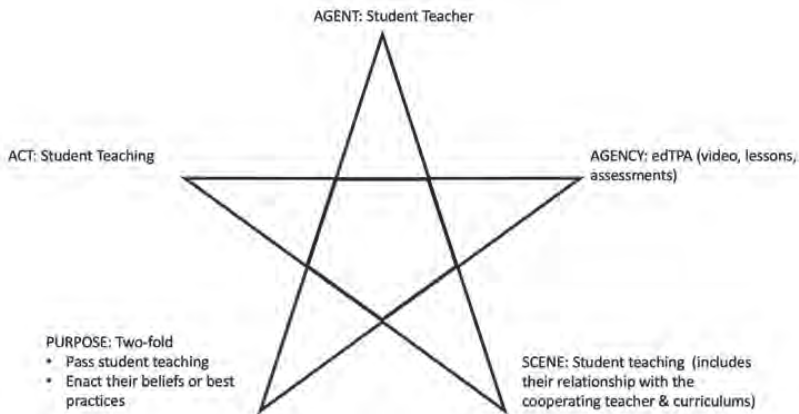 AGENT: Student Teacher
ACT: Student Teaching
AGENCY: edTPA (video, lessons,
assessments)
PURPOSE: Two-fold
• Pass student teaching
• Enact their beliefs or best
practices
SCENE: Student teaching (includes
their relationship with the
cooperating teacher & curriculums)